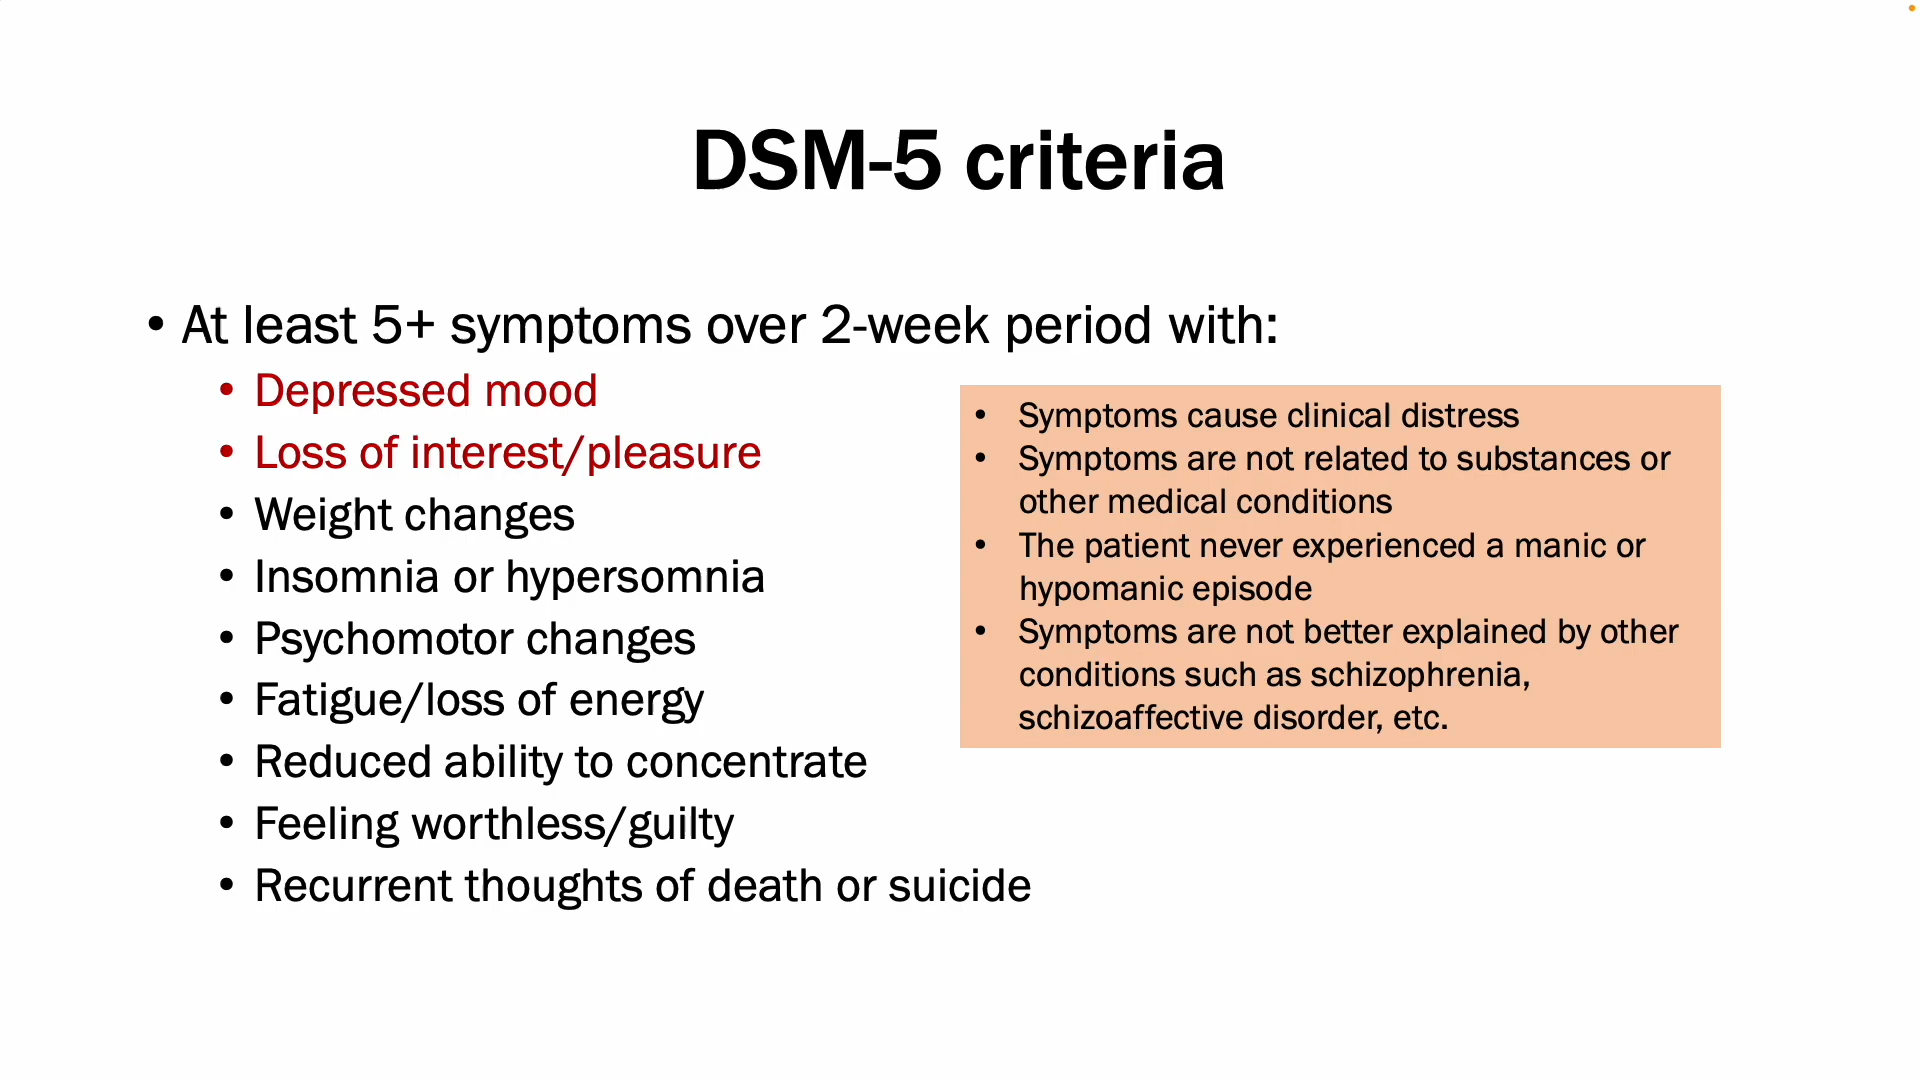 DSM-5 criteria
• At least 5+ symptoms over 2-week period with:
• Depressed mood
• Loss of interest/pleasure
• Weight changes
• Insomnia or hypersomnia
• Psychomotor changes
• Fatigue/loss of energy
• Reduced ability to concentrate
• Feeling worthless/guilty
• Recurrent thoughts of death or suicide
• Symptoms cause clinical distress
• Symptoms are not related to substances or
other medical conditions
• The patient never experienced a manic or
hypomanic episode
• Symptoms are not better explained by other
conditions such as schizophrenia,
schizoaffective disorder, etc.